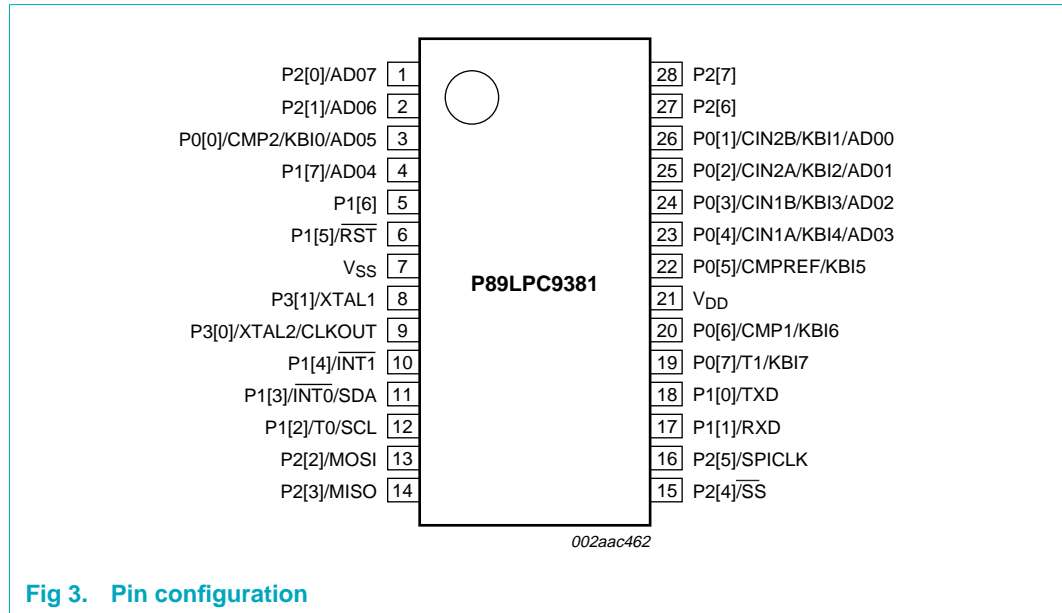 P2[0]/AD07 1
P2[1]/AD06 2
P0[0]/CMP2/KBI0/AD05 3
P1[7]/AD04 4
P1[6] 5
P1[5]/R̅S̅T̅ 6
VSS 7
P3[1]/XTAL1 8
P3[0]/XTAL2/CLKOUT 9
P1[4]/I̅N̅T̅1̅ 10
P1[3]/I̅N̅T̅0̅/SDA 11
P1[2]/T0/SCL 12
P2[2]/MOSI 13
P2[3]/MISO 14
P89LPC9381
28 P2[7]
27 P2[6]
26 P0[1]/CIN2B/KBI1/AD00
25 P0[2]/CIN2A/KBI2/AD01
24 P0[3]/CIN1B/KBI3/AD02
23 P0[4]/CIN1A/KBI4/AD03
22 P0[5]/CMPREF/KBI5
21 VDD
20 P0[6]/CMP1/KBI6
19 P0[7]/T1/KBI7
18 P1[0]/TXD
17 P1[1]/RXD
16 P2[5]/SPICLK
15 P2[4]/S̅S̅
002aac462
Fig 3. Pin configuration